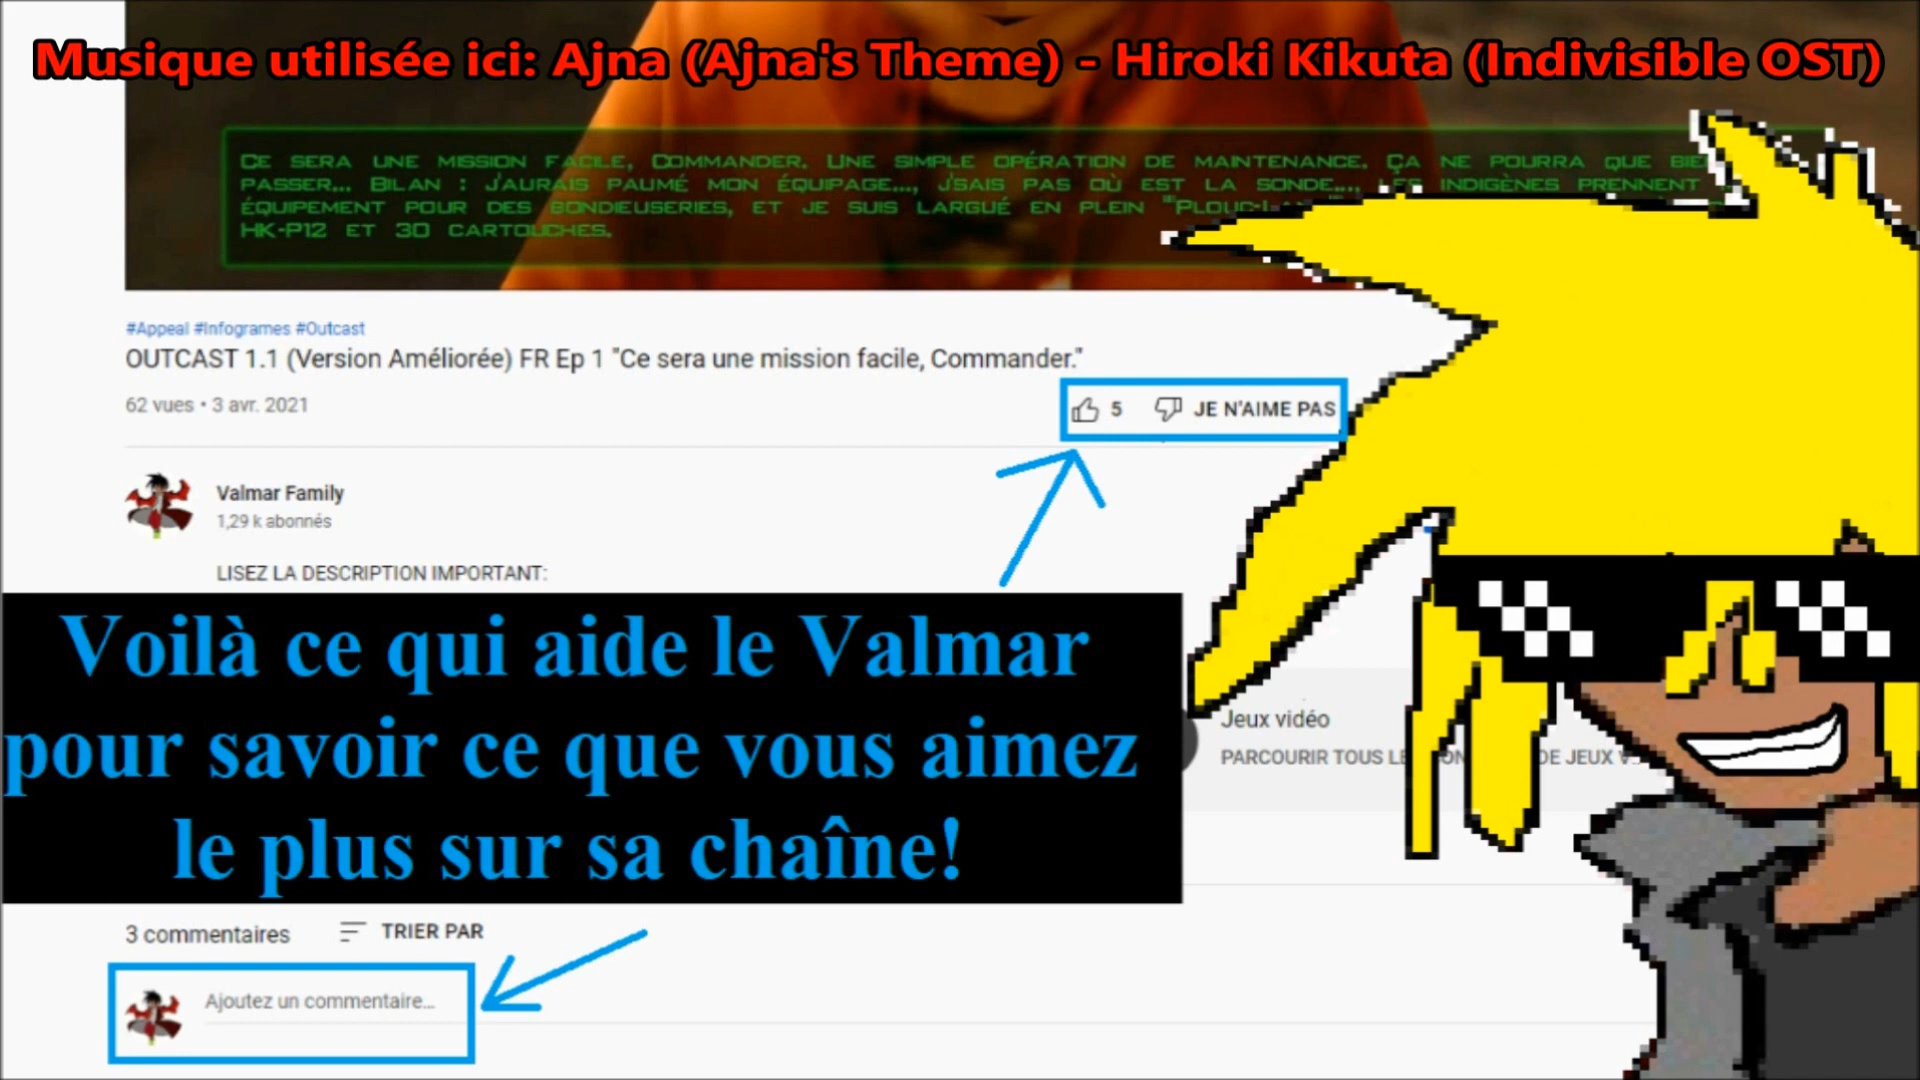 Musique utilisée ici: Ajna (Ajna's Theme) - Hiroki Kikuta (Indivisible OST)
CE SERA UNE MISSION FACILE, COMMANDER. UNE SIMPLE OPÉRATION DE MAINTENANCE. ÇA NE POURRA QUE
PASSER... BILAN : J'AURAIS PAUMÉ MON ÉQUIPAGE..., J'SAIS PAS OÙ EST LA SONDE..., LES INDIGÈNES PRENNENT
ÉQUIPEMENT POUR DES BONDIEUSERIES, ET JE SUIS LARGUÉ EN PLEIN
HK-P12 ET 30 CARTOUCHES.
#Appeal #Infogrames #Outcast
OUTCAST 1.1 (Version Améliorée) FR Ep 1 "Ce sera une mission facile, Commander."
62 vues • 3 avr. 2021
5 JE N'AIME PAS
Valmar Family
1,29 k abonnés
LISEZ LA DESCRIPTION IMPORTANT:
Voilà ce qui aide le Valmar
pour savoir ce que vous aimez
le plus sur sa chaîne!
Jeux vidéo
PARCOURIR TOUS DE JEUX
3 commentaires TRIER PAR
Ajoutez un commentaire...